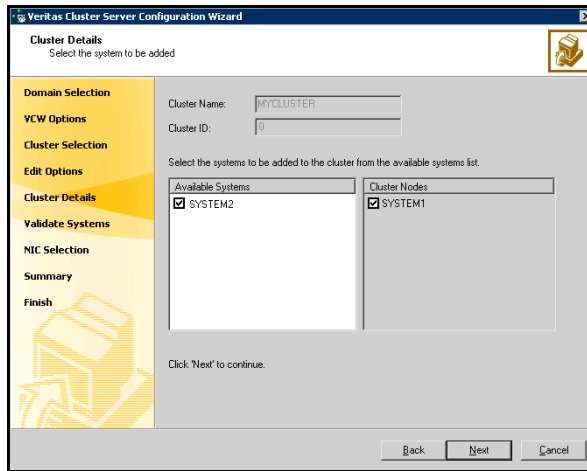 Veritas Cluster Server Configuration Wizard
Cluster Details
Select the system to be added
Domain Selection
VCW Options
Cluster Selection
Edit Options
Cluster Details
Validate Systems
NIC Selection
Summary
Finish
Cluster Name:
MYCLUSTER
Cluster ID:
0
Select the systems to be added to the cluster from the available systems list.
Available Systems
SYSTEM2
Cluster Nodes
SYSTEM1
Click 'Next' to continue.
Back
Next
Cancel